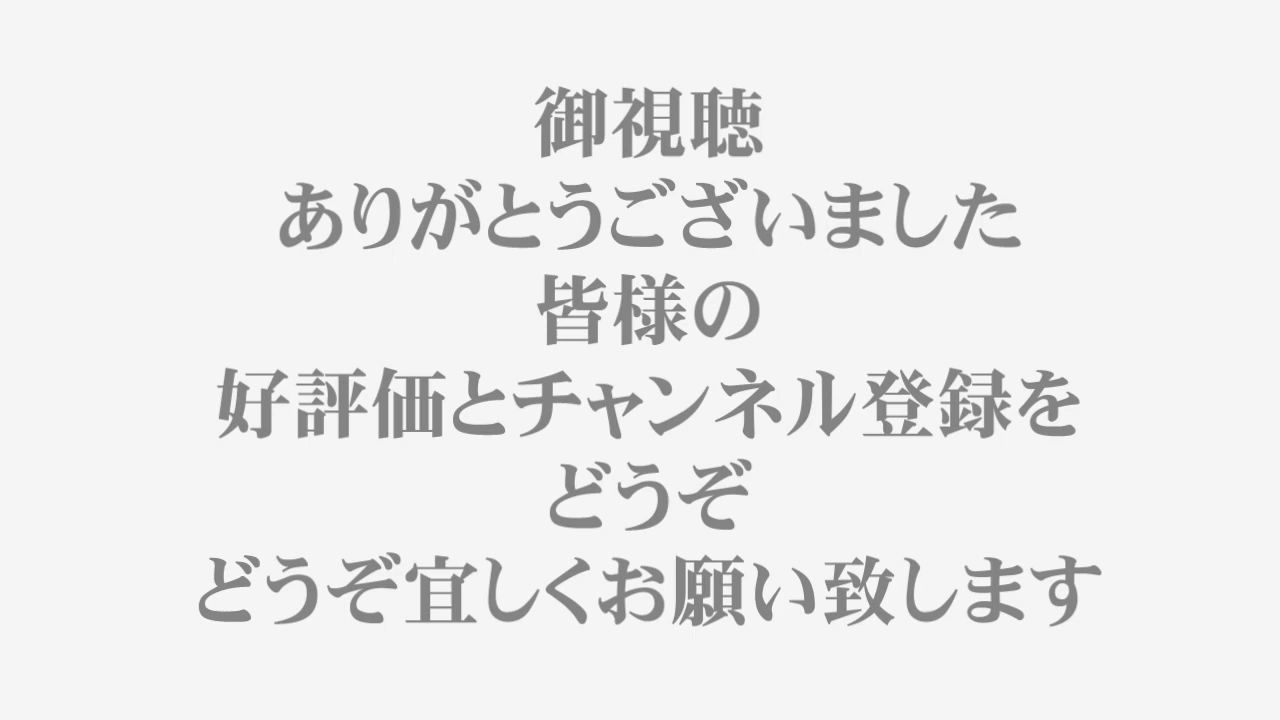 御視聴
ありがとうございました
皆様の
好評価とチャンネル登録を
どうぞ
どうぞ宜しくお願い致します